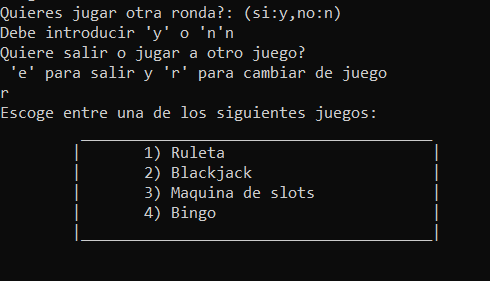 Quieres jugar otra ronda?: (si:y,no:n)
Debe introducir 'y' o 'n'n
Quiere salir o jugar a otro juego?
'e' para salir y 'r' para cambiar de juego
r
Escoge entre una de los siguientes juegos:
1) Ruleta
2) Blackjack
3) Maquina de slots
4) Bingo